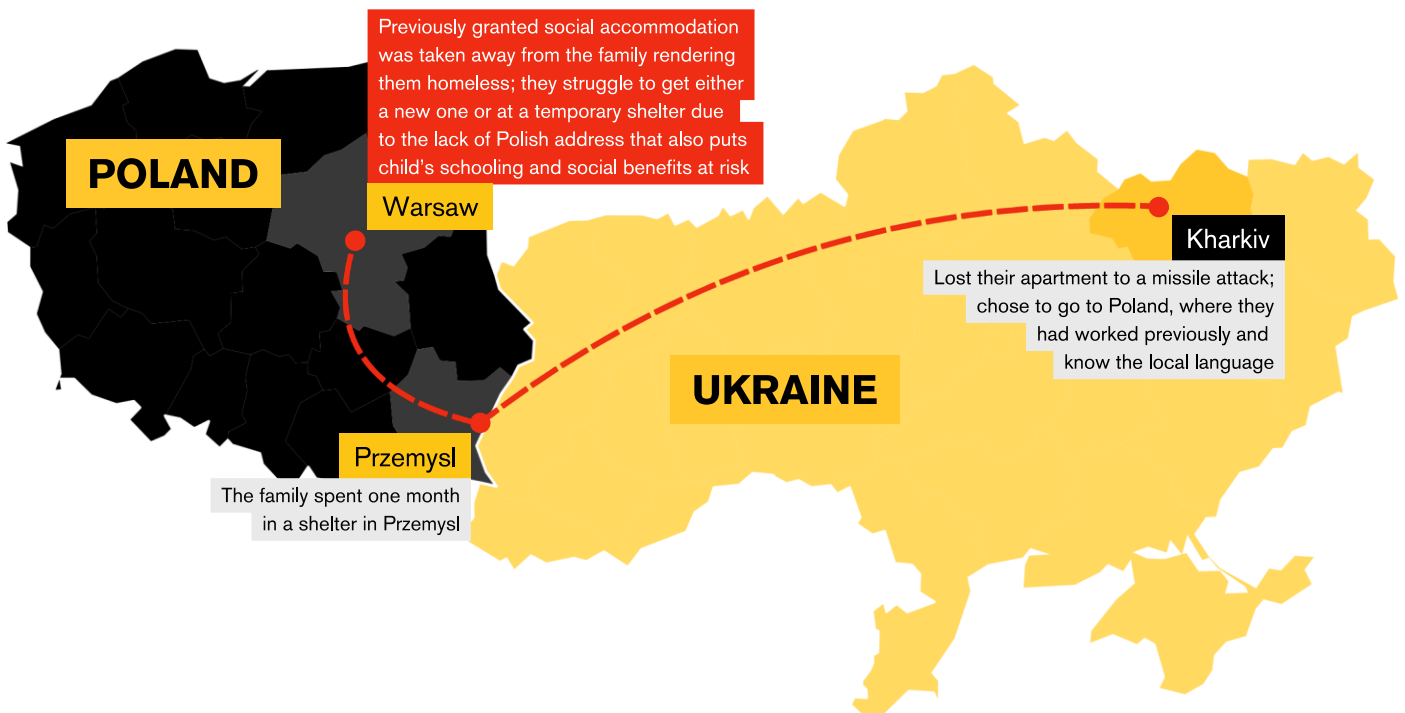 Previously granted social accommodation
was taken away from the family rendering
them homeless; they struggle to get either
a new one or at a temporary shelter due
to the lack of Polish address that also puts
child's schooling and social benefits at risk
POLAND
Warsaw
Kharkiv
Lost their apartment to a missile attack;
chose to go to Poland, where they
had worked previously and
know the local language
UKRAINE
Przemysl
The family spent one month
in a shelter in Przemysl